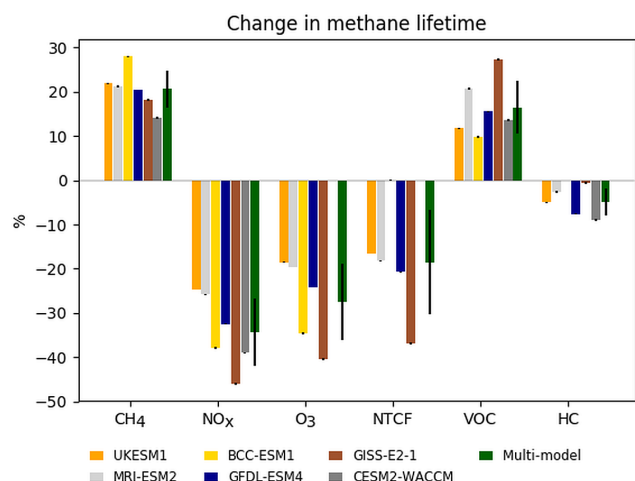 Change in methane lifetime
30
20
10
0
−10
−20
−30
−40
−50
%
CH4 NOx O3 NTCF VOC HC
UKESM1 BCC-ESM1 GISS-E2-1 Multi-model
MRI-ESM2 GFDL-ESM4 CESM2-WACCM